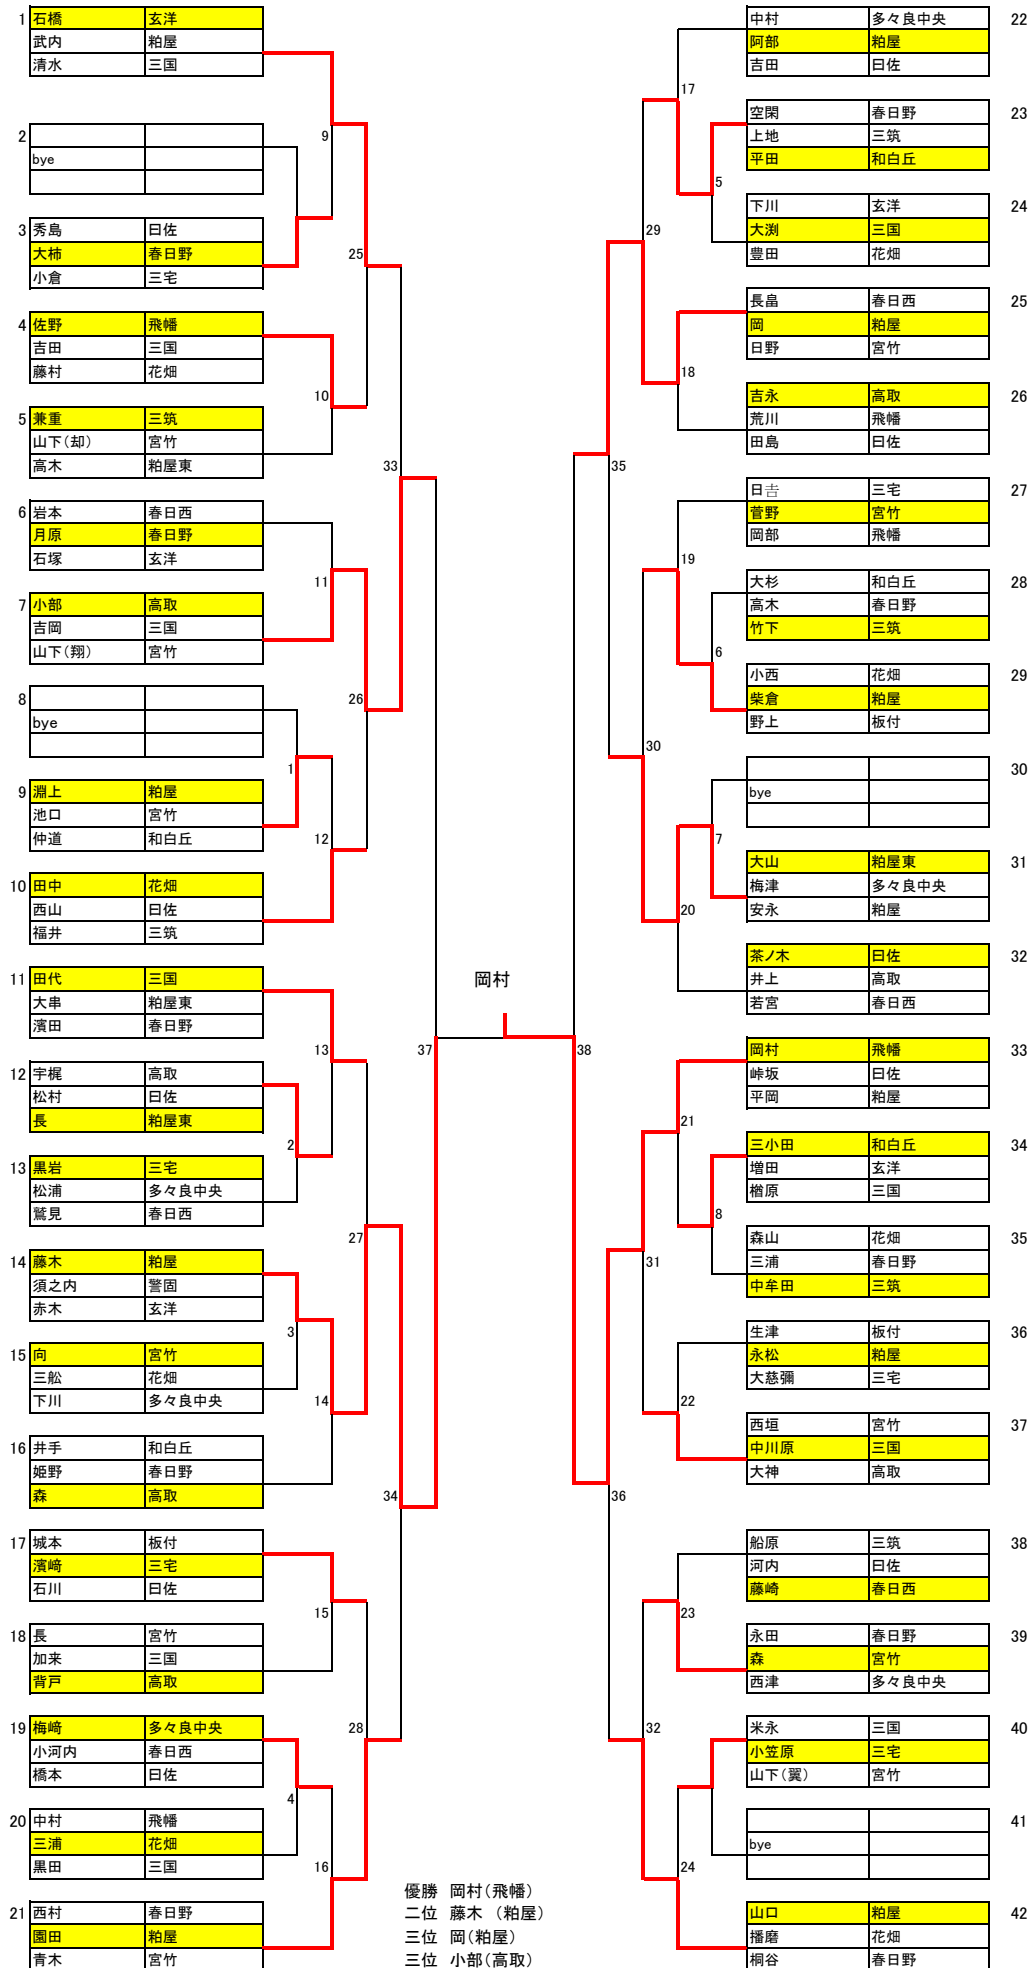 1 石橋 玄洋
武内 粕屋
清水 三国
2
bye
3 秀島 曰佐
大柿 春日野
小倉 三宅
4 佐野 飛幡
吉田 三国
藤村 花畑
5 兼重 三筑
山下(却) 宮竹
高木 粕屋東
6 岩本 春日西
月原 春日野
石塚 玄洋
7 小部 高取
吉岡 三国
山下(翔) 宮竹
8
bye
9 淵上 粕屋
池口 宮竹
仲道 和白丘
10 田中 花畑
西山 曰佐
福井 三筑
11 田代 三国
大串 粕屋東
濱田 春日野
12 宇梶 高取
松村 曰佐
長 粕屋東
13 黒岩 三宅
松浦 多々良中央
鷲見 春日西
14 藤木 粕屋
須之内 警固
赤木 玄洋
15 向 宮竹
三舩 花畑
下川 多々良中央
16 井手 和白丘
姫野 春日野
森 高取
17 城本 板付
濱﨑 三宅
石川 曰佐
18 長 宮竹
加来 三国
背戸 高取
19 梅﨑 多々良中央
小河内 春日西
橋本 曰佐
20 中村 飛幡
三浦 花畑
黒田 三国
21 西村 春日野
園田 粕屋
青木 宮竹
9
25
10
33
11
26
1
12
13
37
2
27
3
14
34
15
28
4
16
岡村
優勝 岡村(飛幡)
二位 藤木 (粕屋)
三位 岡(粕屋)
三位 小部(高取)
17
5
29
18
35
19
6
30
7
20
38
21
8
31
22
36
23
32
24
中村 多々良中央 22
阿部 粕屋
吉田 曰佐
空閑 春日野 23
上地 三筑
平田 和白丘
下川 玄洋 24
大渕 三国
豊田 花畑
長畠 春日西 25
岡 粕屋
日野 宮竹
吉永 高取 26
荒川 飛幡
田島 曰佐
日𠮷 三宅 27
菅野 宮竹
岡部 飛幡
大杉 和白丘 28
高木 春日野
竹下 三筑
小西 花畑 29
柴倉 粕屋
野上 板付
30
bye
大山 粕屋東 31
梅津 多々良中央
安永 粕屋
茶ノ木 曰佐 32
井上 高取
若宮 春日西
岡村 飛幡 33
峠坂 曰佐
平岡 粕屋
三小田 和白丘 34
増田 玄洋
楢原 三国
森山 花畑 35
三浦 春日野
中牟田 三筑
生津 板付 36
永松 粕屋
大慈彌 三宅
西垣 宮竹 37
中川原 三国
大神 高取
船原 三筑 38
河内 曰佐
藤崎 春日西
永田 春日野 39
森 宮竹
西津 多々良中央
米永 三国 40
小笠原 三宅
山下(翼) 宮竹
41
bye
山口 粕屋 42
播磨 花畑
桐谷 春日野